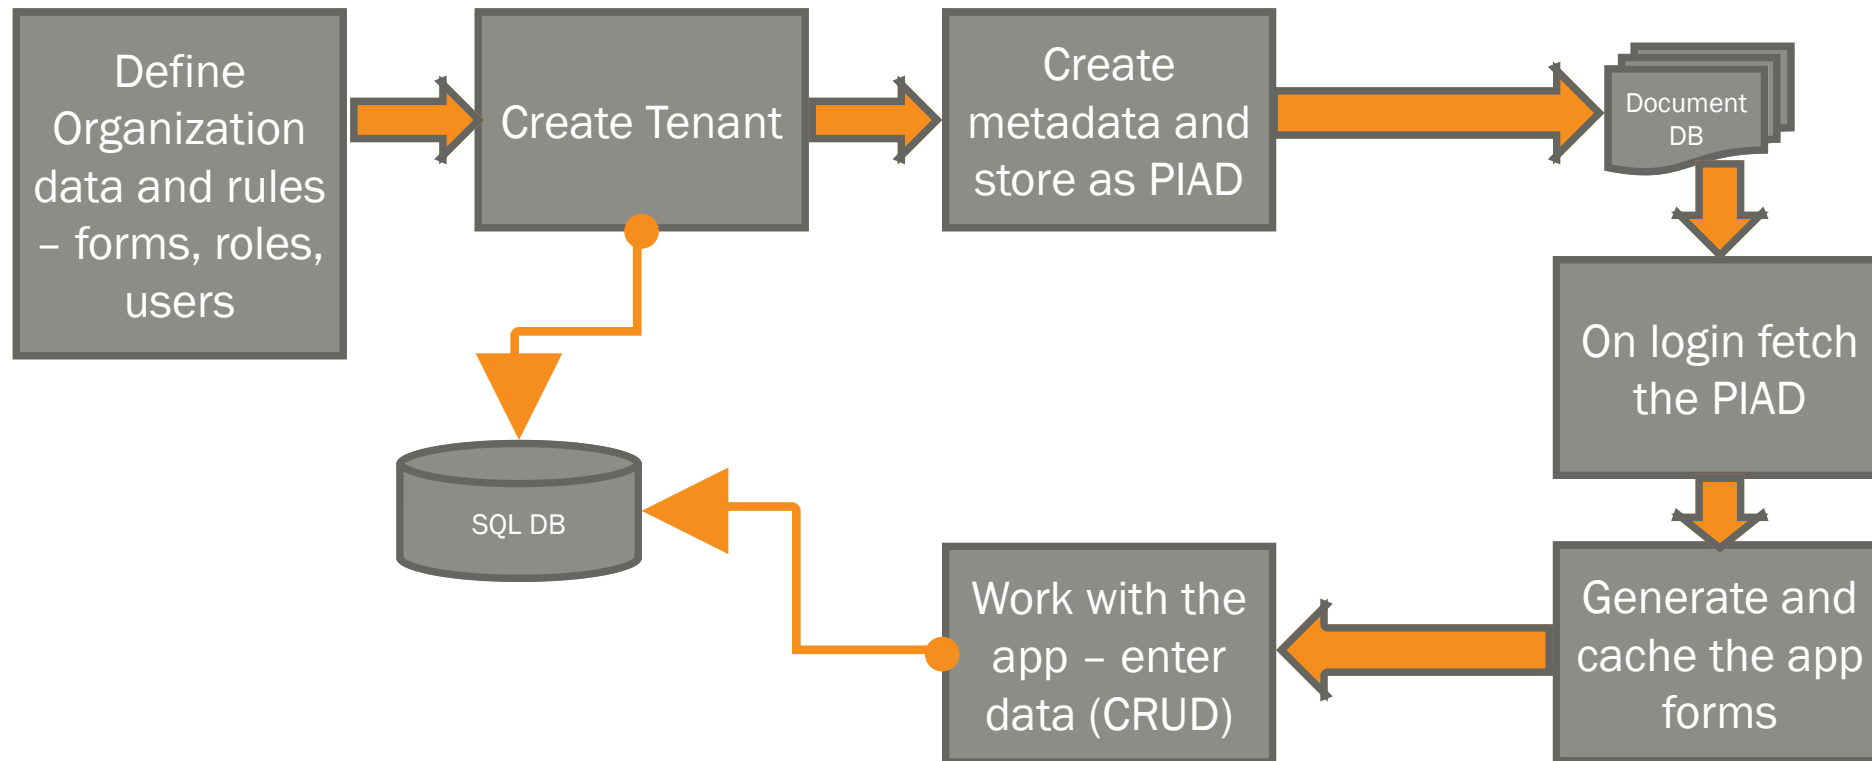 Define
Organization
data and rules
– forms, roles,
users
Create Tenant
Create
metadata and
store as PIAD
Document
DB
On login fetch
the PIAD
Generate and
cache the app
forms
Work with the
app – enter
data (CRUD)
SQL DB